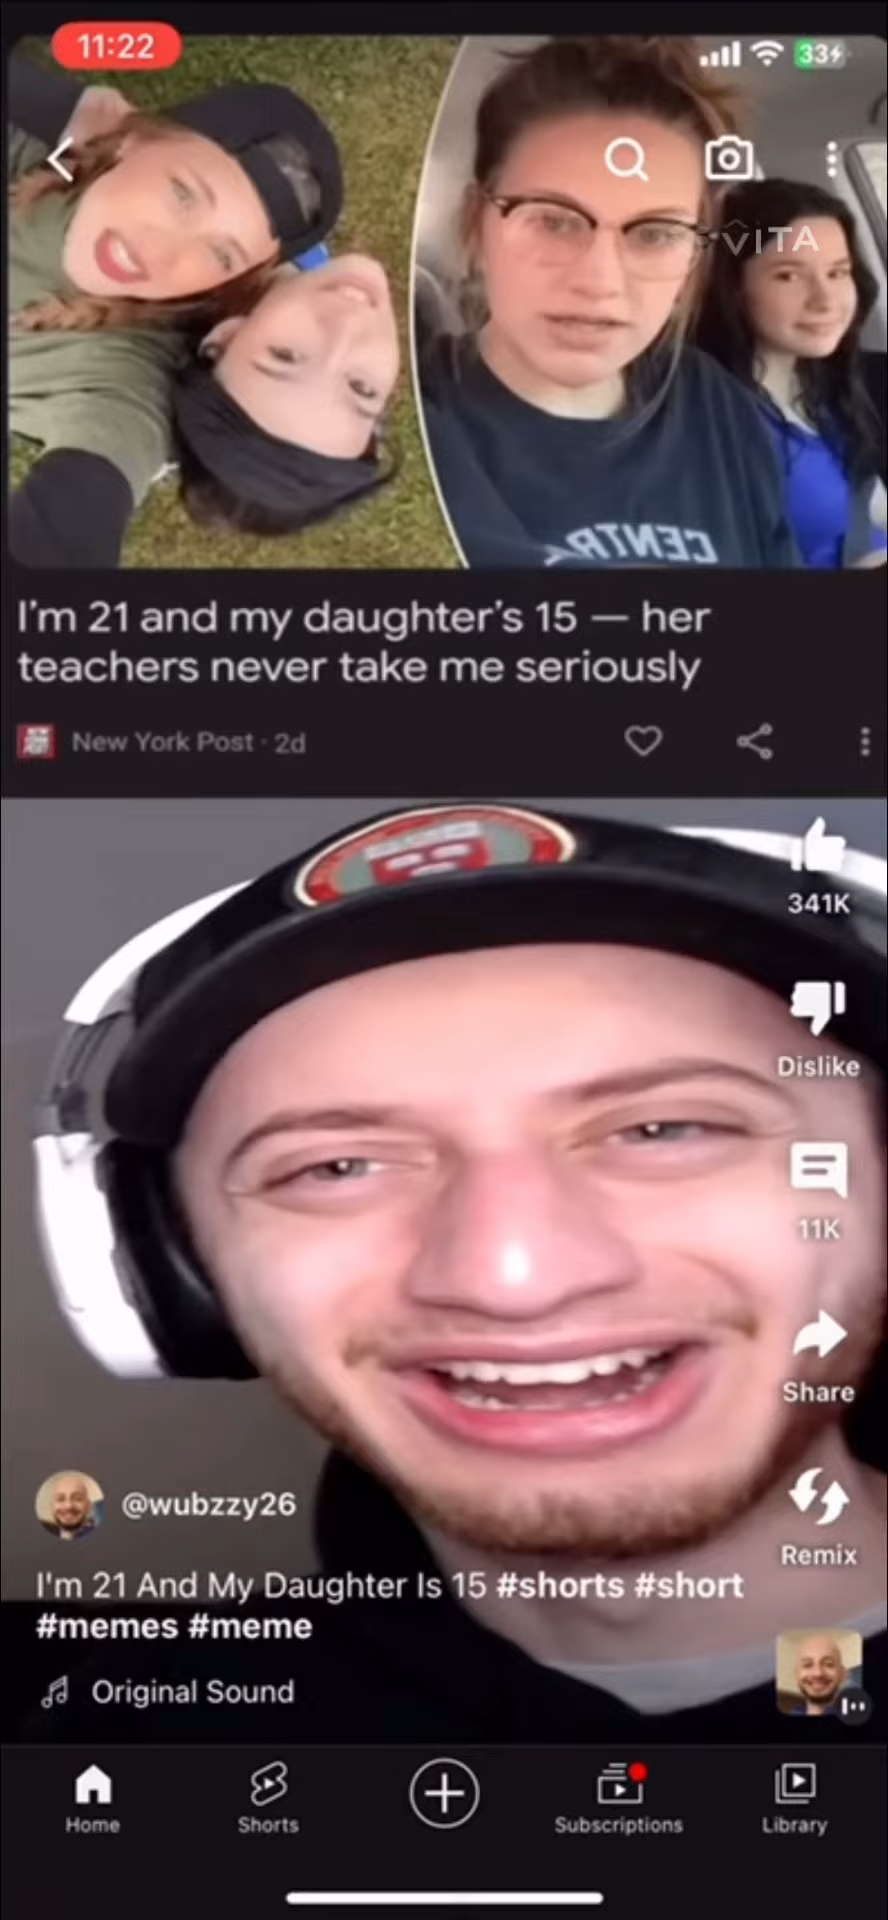 11:22
33
VITA
CENTRA
I'm 21 and my daughter's 15 — her
teachers never take me seriously
New York Post · 2d
341K
Dislike
11K
Share
@wubzzy26
Remix
I'm 21 And My Daughter Is 15 #shorts #short
#memes #meme
Original Sound
Home
Shorts
Subscriptions
Library